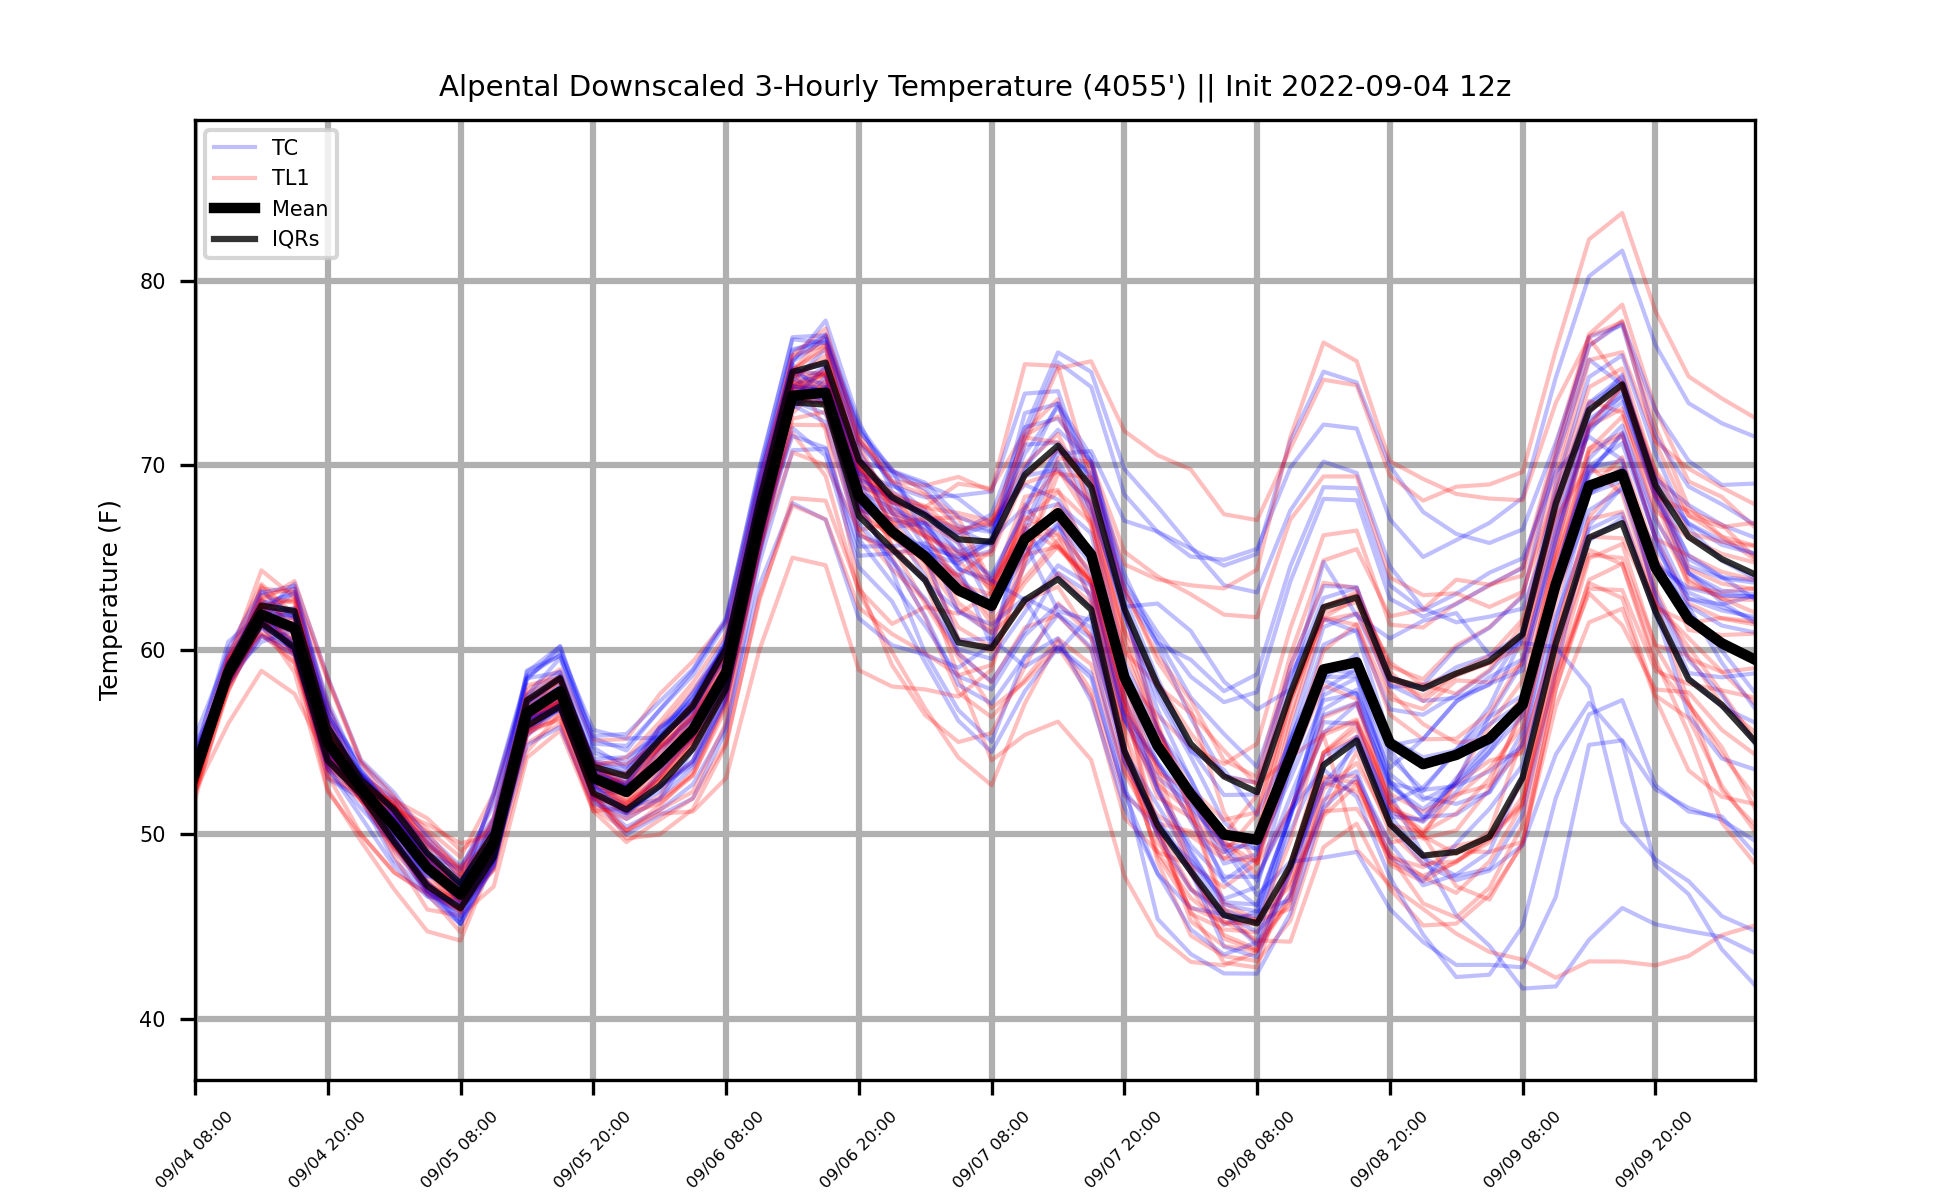 Alpental Downscaled 3-Hourly Temperature (4055') || Init 2022-09-04 12z
TC
TL1
Mean
IQRs
Temperature (F)
80
70
60
50
40
09/04 08:00
09/04 20:00
09/05 08:00
09/05 20:00
09/06 08:00
09/06 20:00
09/07 08:00
09/07 20:00
09/08 08:00
09/08 20:00
09/09 08:00
09/09 20:00